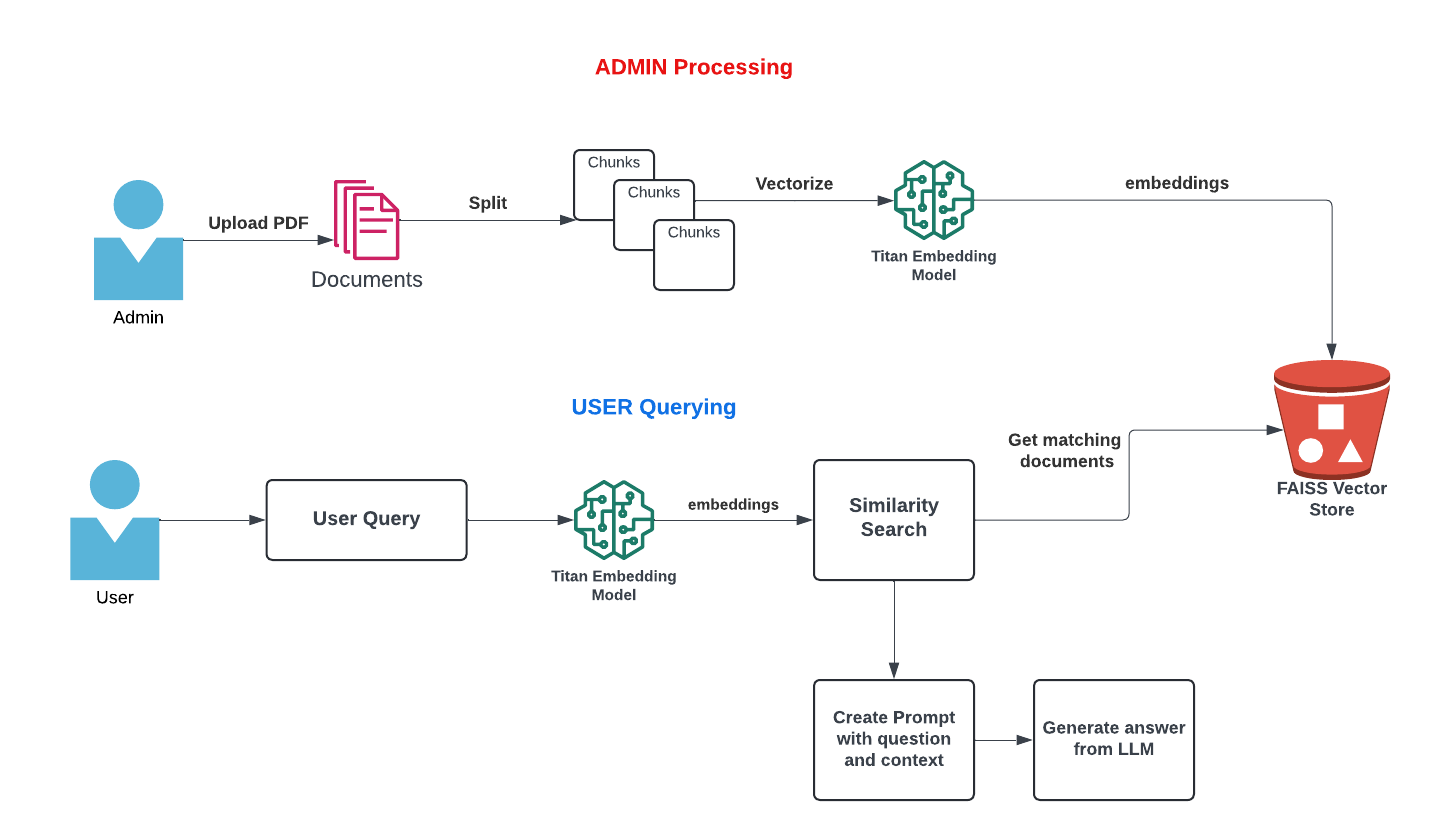 ADMIN Processing
Chunks
Chunks
Chunks
Upload PDF
Split
Vectorize
embeddings
Documents
Titan Embedding
Model
Admin
USER Querying
Get matching
documents
FAISS Vector
Store
User Query
embeddings
Similarity
Search
Titan Embedding
Model
User
Create Prompt
with question
and context
Generate answer
from LLM